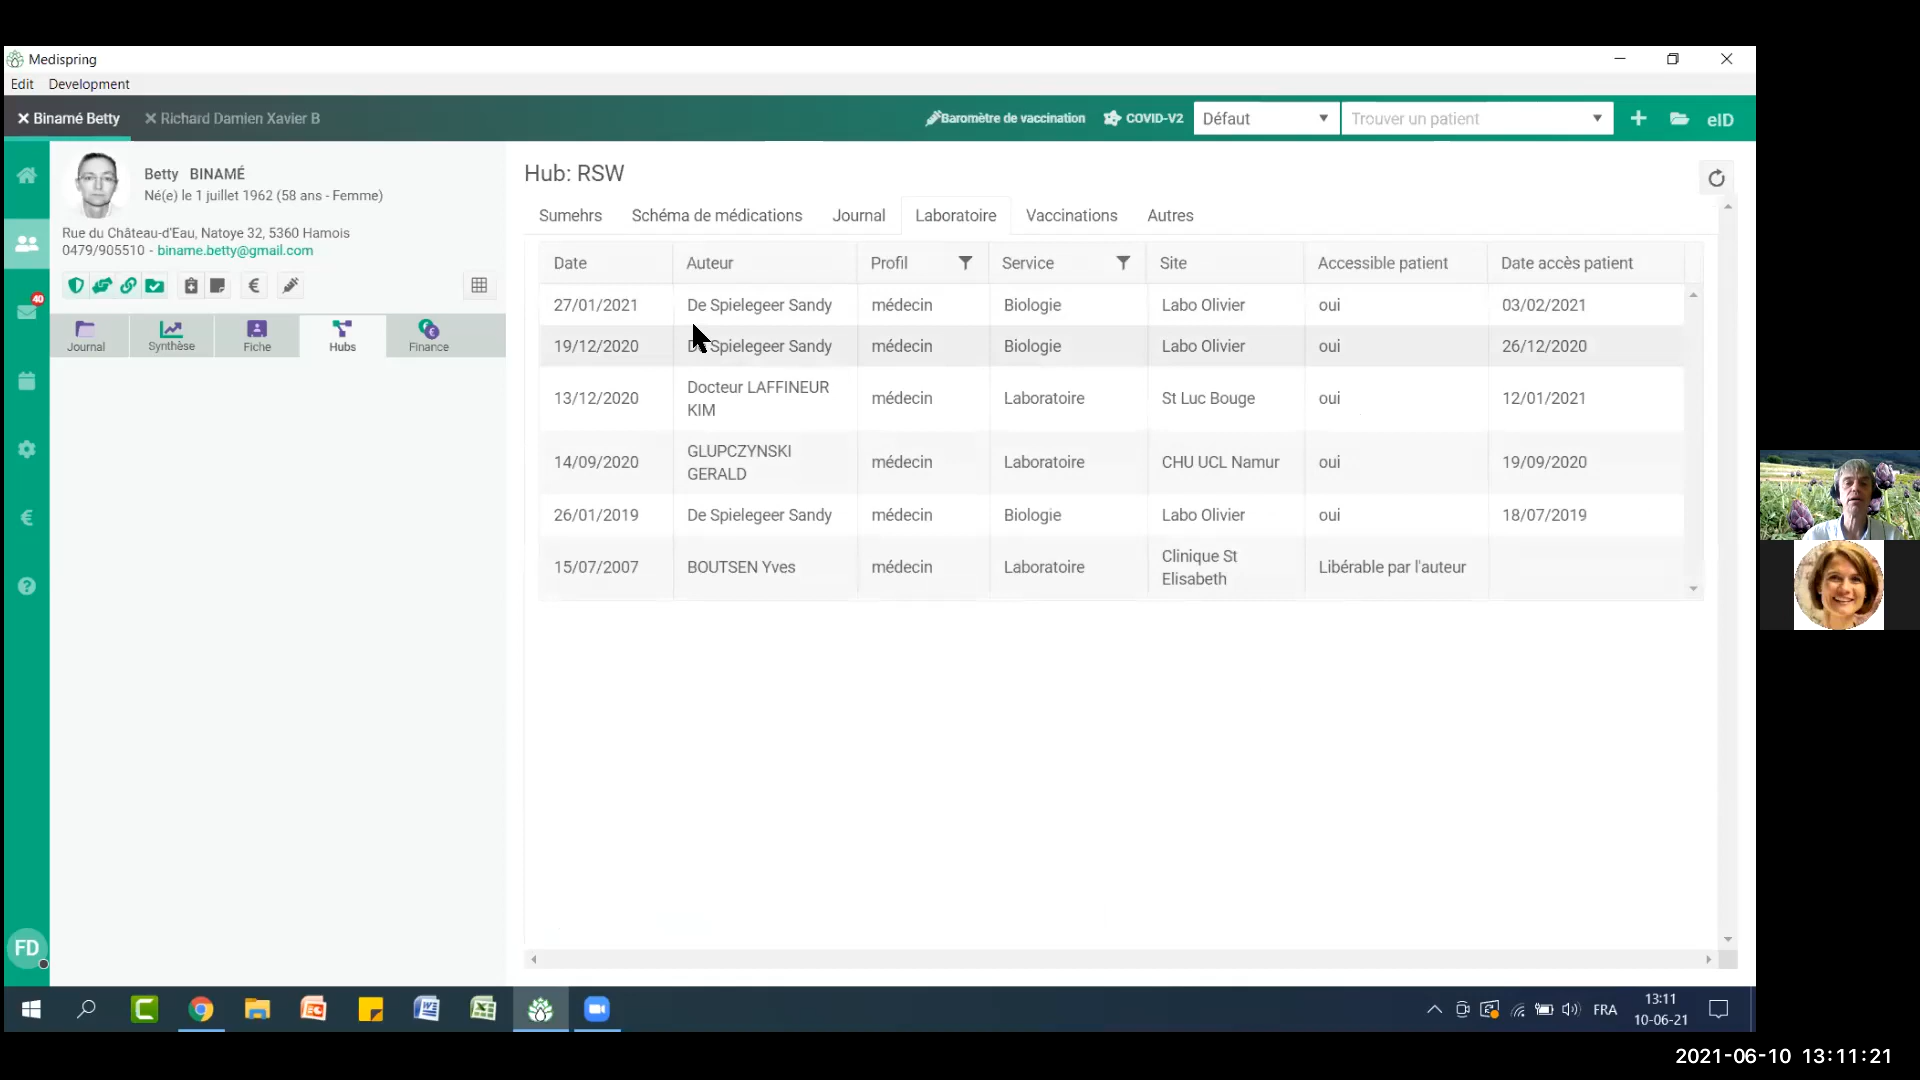 Medispring
Edit Development
Binamé Betty
Richard Damien Xavier B
Baromètre de vaccination
COVID-V2
Défaut
Trouver un patient
eID
Betty BINAMÉ
Né(e) le 1 juillet 1962 (58 ans - Femme)
Rue du Château-d'Eau, Natoye 32, 5360 Hamois
0479/905510 - biname.betty@gmail.com
40
Journal
Synthèse
Fiche
Hubs
Finance
FD
Hub: RSW
Sumehrs Schéma de médications Journal Laboratoire Vaccinations Autres
Date Auteur Profil Service Site Accessible patient Date accès patient
27/01/2021 De Spielegeer Sandy médecin Biologie Labo Olivier oui 03/02/2021
19/12/2020 De Spielegeer Sandy médecin Biologie Labo Olivier oui 26/12/2020
13/12/2020 Docteur LAFFINEUR KIM médecin Laboratoire St Luc Bouge oui 12/01/2021
14/09/2020 GLUPCZYNSKI GERALD médecin Laboratoire CHU UCL Namur oui 19/09/2020
26/01/2019 De Spielegeer Sandy médecin Biologie Labo Olivier oui 18/07/2019
15/07/2007 BOUTSEN Yves médecin Laboratoire Clinique St Elisabeth Libérable par l'auteur
FRA
13:11
10-06-21
2021-06-10 13:11:21